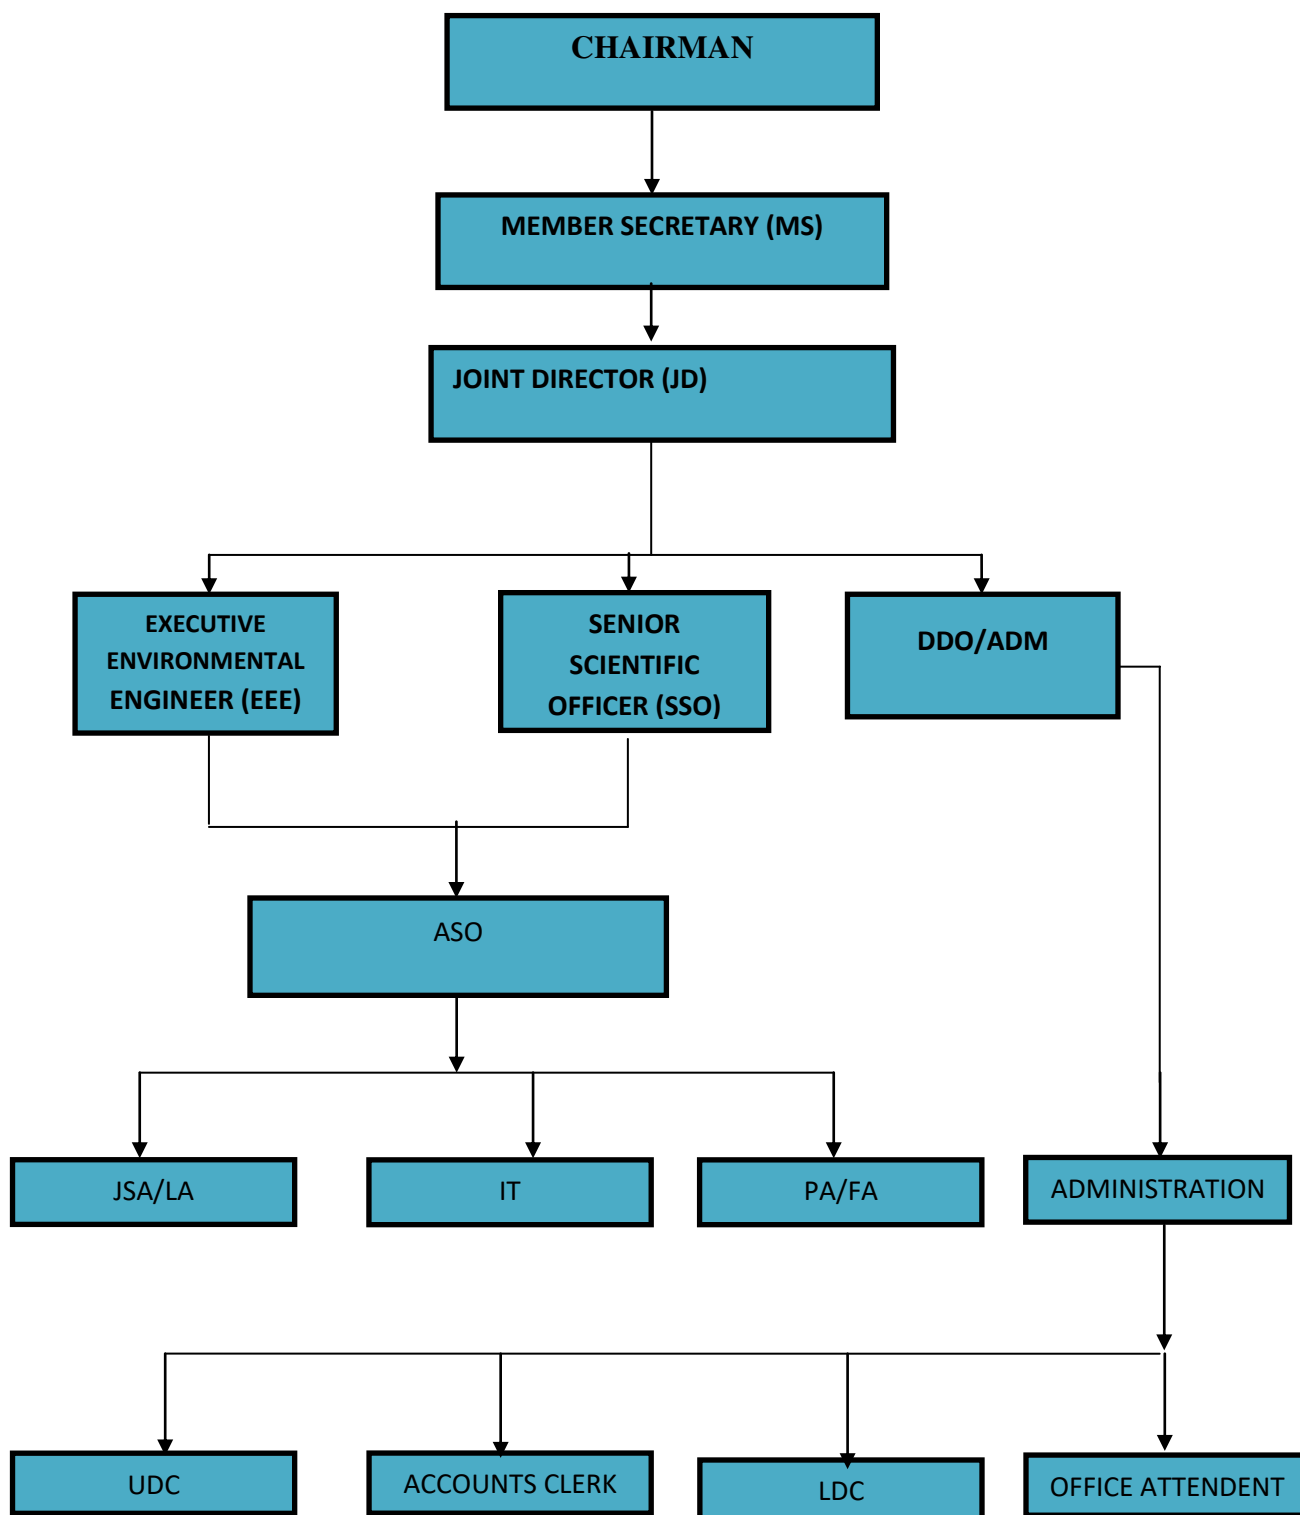 CHAIRMAN
MEMBER SECRETARY (MS)
JOINT DIRECTOR (JD)
EXECUTIVE
ENVIRONMENTAL
ENGINEER (EEE)
SENIOR
SCIENTIFIC
OFFICER (SSO)
DDO/ADM
ASO
JSA/LA
IT
PA/FA
ADMINISTRATION
UDC
ACCOUNTS CLERK
LDC
OFFICE ATTENDENT